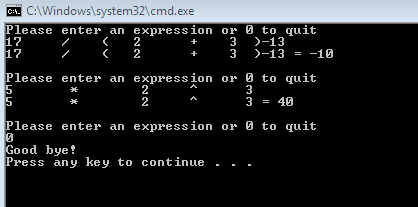 C:\Windows\system32\cmd.exe
Please enter an expression or 0 to quit
17 / ( 2 + 3 )-13
17 / ( 2 + 3 )-13 = -10
Please enter an expression or 0 to quit
5 * 2 ^ 3
5 * 2 ^ 3 = 40
Please enter an expression or 0 to quit
0
Good bye!
Press any key to continue . . .